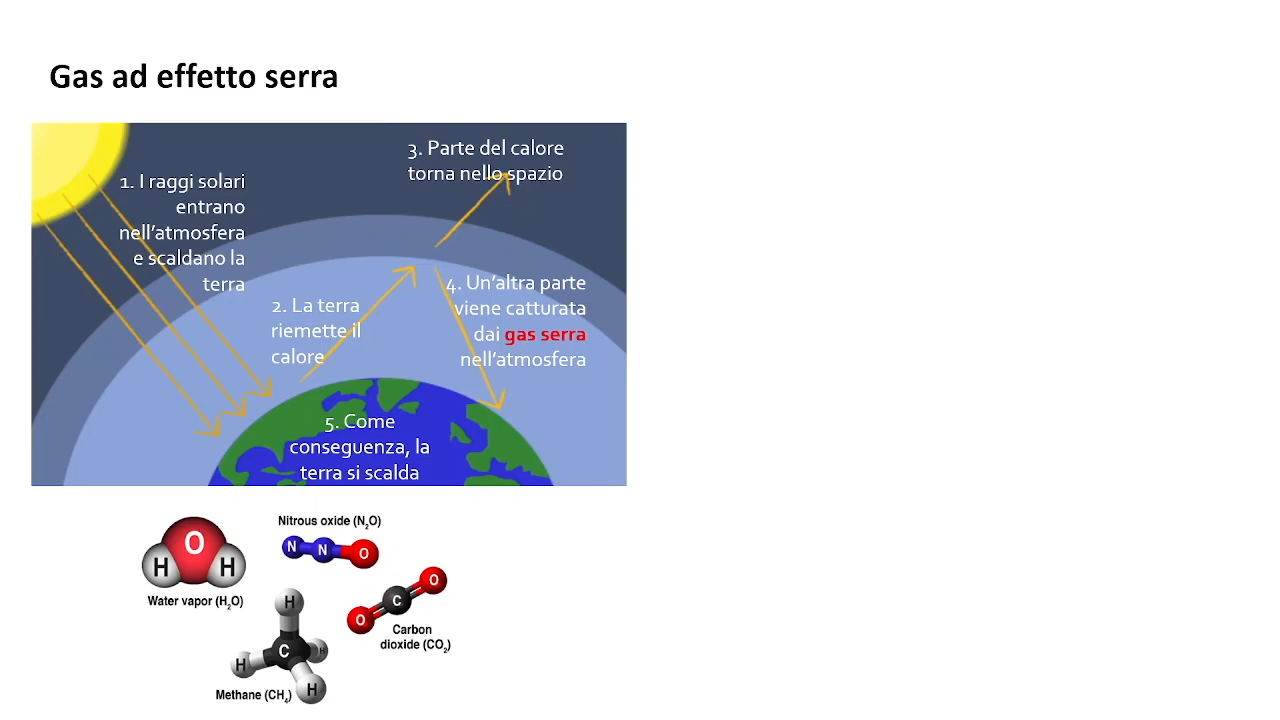 Gas ad effetto serra
1. I raggi solari
entrano
nell'atmosfera
e scaldano la
terra
2. La terra
riemette il
calore
3. Parte del calore
torna nello spazio
4. Un'altra parte
viene catturata
dai gas serra
nell'atmosfera
5. Come
conseguenza, la
terra si scalda
O
H H
Water vapor (H₂O)
Nitrous oxide (N₂O)
N N O
O
C
O
Carbon
dioxide (CO₂)
H
C H
H
H
Methane (CH₄)